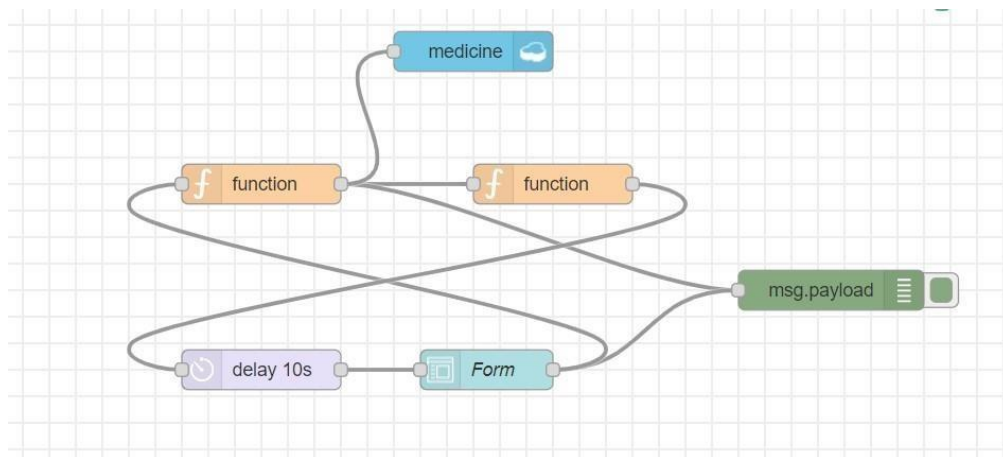 medicine
function
function
msg.payload
delay 10s
Form